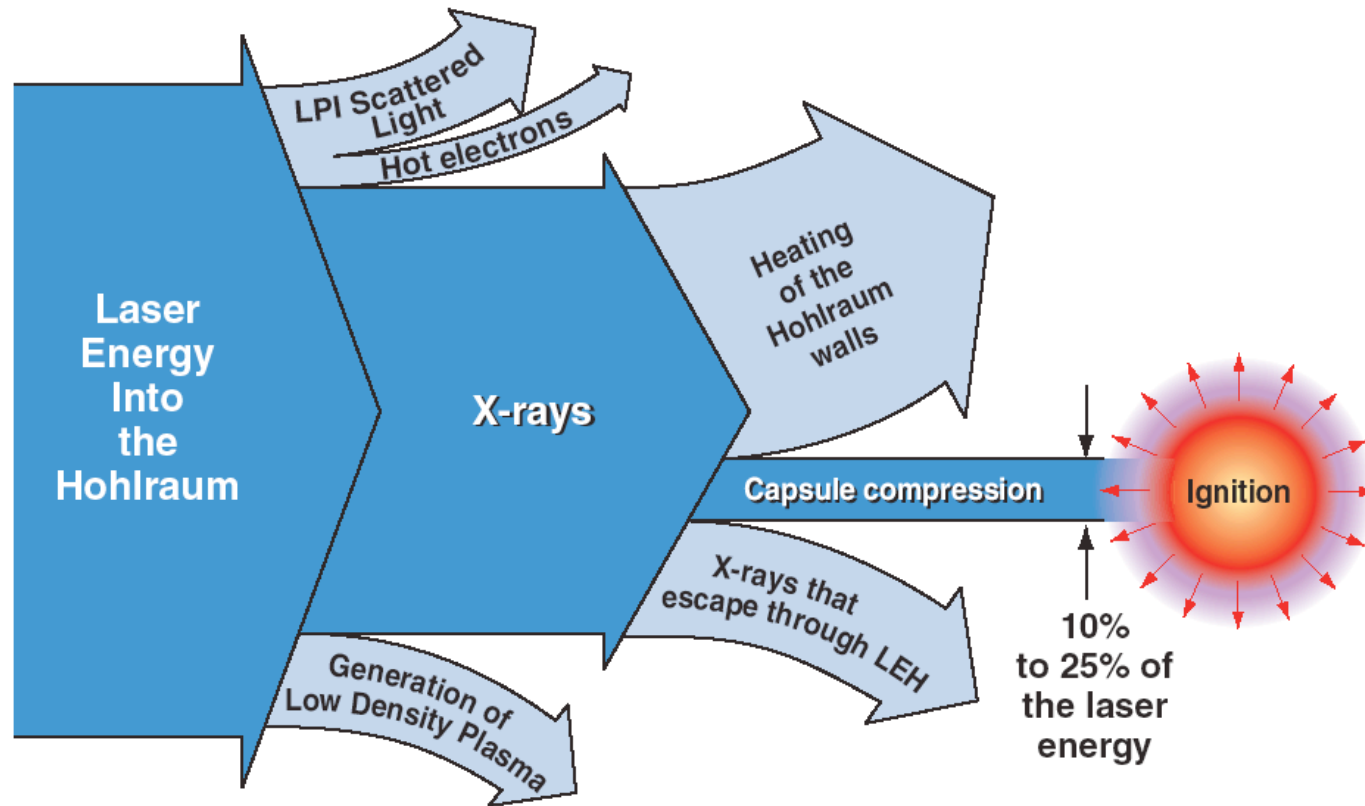 LPI Scattered
Light
Hot electrons
Laser
Energy
Into
the
Hohlraum
X-rays
Heating
of the
Hohlraum
walls
Capsule compression
Ignition
X-rays that
escape through LEH
Generation of
Low Density Plasma
10%
to 25% of
the laser
energy